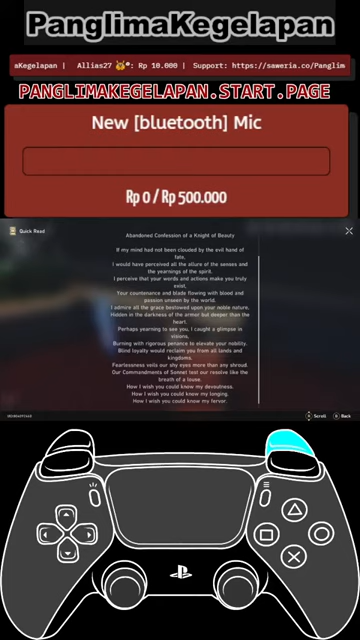 PanglimaKegelapan
aKegelapan | Allias27 : Rp 10.000 | Support: https://saweria.co/Panglim
PANGLIMAKEGELAPAN.START.PAGE
New [bluetooth] Mic
Rp 0 / Rp 500.000
Quick Read
Abandoned Confession of a Knight of Beauty
If my mind had not been clouded by the evil hand of
fate,
I would have perceived all the allure of the senses and
the yearnings of the spirit.
I perceive that your words and actions make you truly
exist,
Your countenance and blade flowing with blood and
passion unseen by the world.
I admire all the grace bestowed upon your noble nature,
Hidden in the darkness of the armor but deeper than the
heart.
Perhaps yearning to see you, I caught a glimpse in
visions,
Burning with rigorous penance to elevate your nobility.
Blind loyalty would reclaim you from all lands and
kingdoms.
Fearlessness veils our shy eyes more than any shroud.
Our Commandments of Sonnet test our resolve like the
breath of a louse.
How I wish you could know my devoutness.
How I wish you could know my longing.
How I wish you could know my fervor.
Scroll
Back